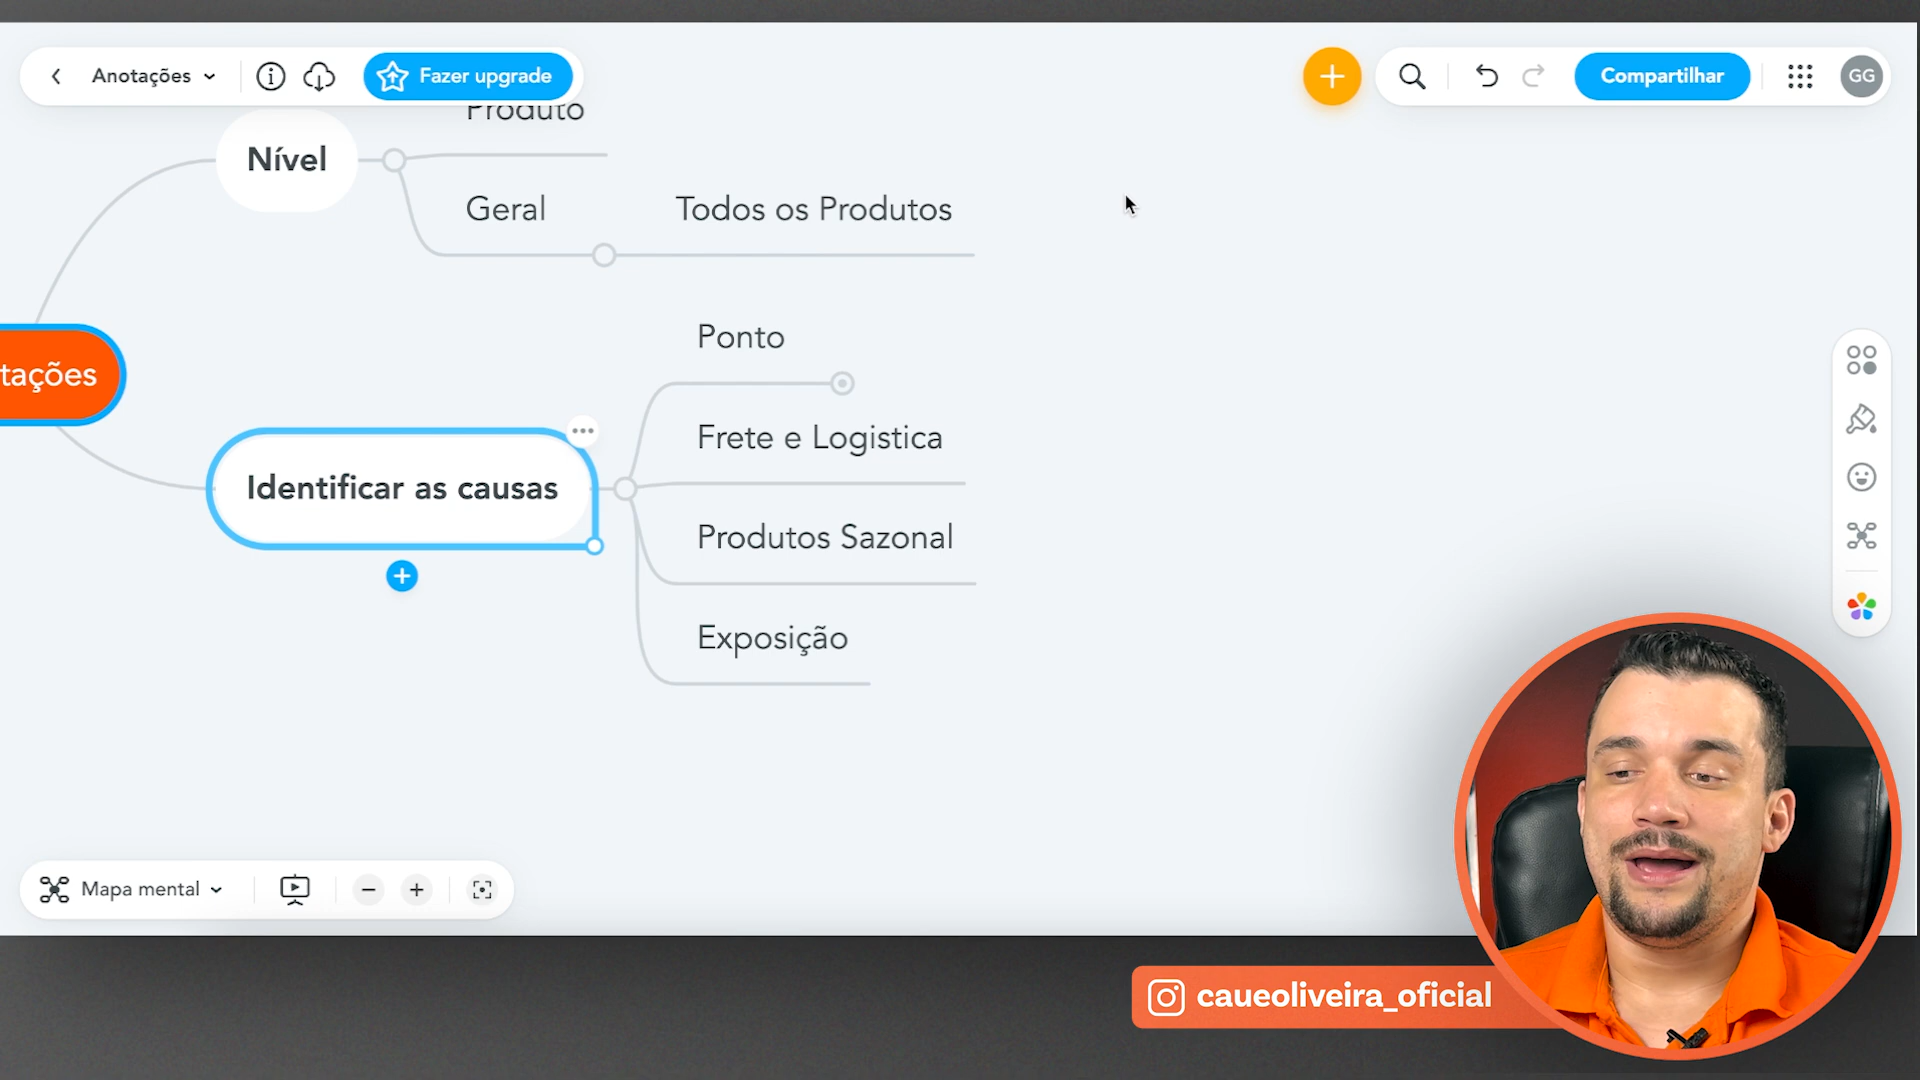 Anotações
Fazer upgrade
Compartilhar
GG
Produto
Nível
Geral
Todos os Produtos
tações
Ponto
Frete e Logistica
Identificar as causas
Produtos Sazonal
Exposição
Mapa mental
caueoliveira_oficial